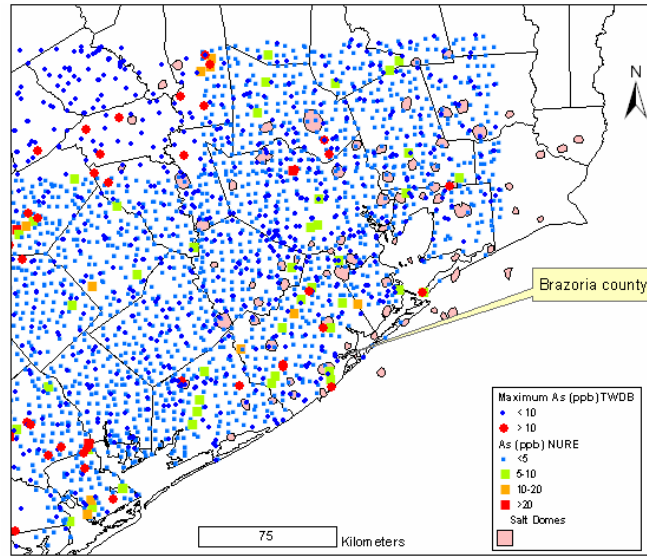 N
Brazoria county
Maximum As (ppb) TWDB
< 10
> 10
As (ppb) NURE
<5
5-10
10-20
>20
Salt Domes
75
Kilometers